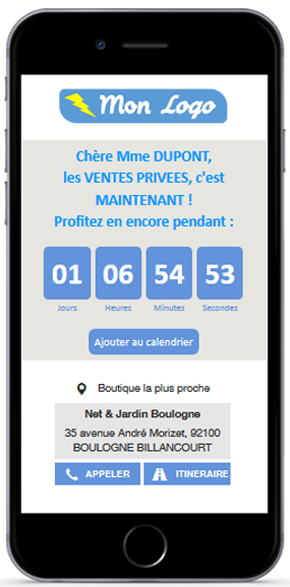 Mon Logo
Chère Mme DUPONT,
les VENTES PRIVEES, c'est
MAINTENANT !
Profitez en encore pendant :
01 06 54 53
Jours Heures Minutes Secondes
Ajouter au calendrier
Boutique la plus proche
Net & Jardin Boulogne
35 avenue André Morizet, 92100
BOULOGNE BILLANCOURT
APPELER ITINERAIRE